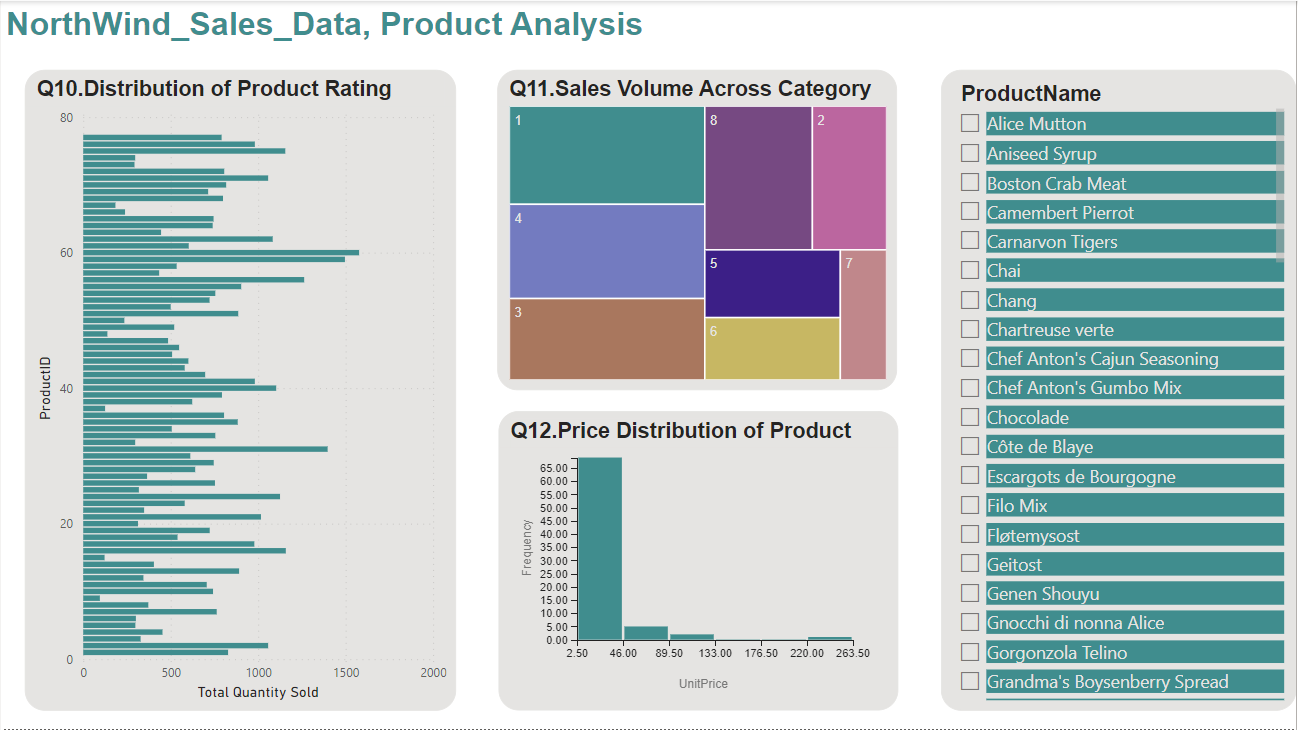 NorthWind_Sales_Data, Product Analysis
Q10.Distribution of Product Rating
80
60
40
20
0
ProductID
0 500 1000 1500 2000
Total Quantity Sold
Q11.Sales Volume Across Category
1
8
2
4
5
7
3
6
Q12.Price Distribution of Product
65.00
60.00
55.00
50.00
45.00
40.00
35.00
30.00
25.00
20.00
15.00
10.00
5.00
0.00
Frequency
2.50 46.00 89.50 133.00 176.50 220.00 263.50
UnitPrice
ProductName
Alice Mutton
Aniseed Syrup
Boston Crab Meat
Camembert Pierrot
Carnarvon Tigers
Chai
Chang
Chartreuse verte
Chef Anton's Cajun Seasoning
Chef Anton's Gumbo Mix
Chocolade
Côte de Blaye
Escargots de Bourgogne
Filo Mix
Fløtemysost
Geitost
Genen Shouyu
Gnocchi di nonna Alice
Gorgonzola Telino
Grandma's Boysenberry Spread